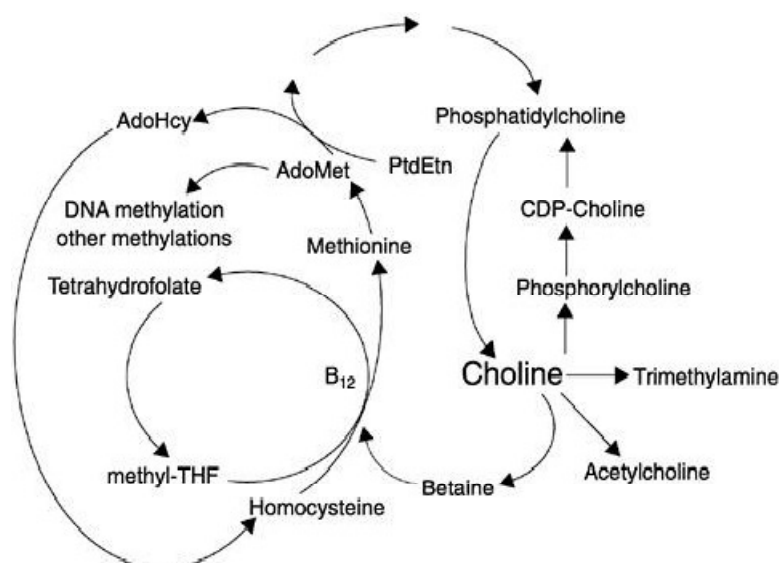 AdoHcy
Phosphatidylcholine
AdoMet
PtdEtn
DNA methylation
other methylations
CDP-Choline
Methionine
Tetrahydrofolate
Phosphorylcholine
B12
Choline
Trimethylamine
methyl-THF
Betaine
Acetylcholine
Homocysteine